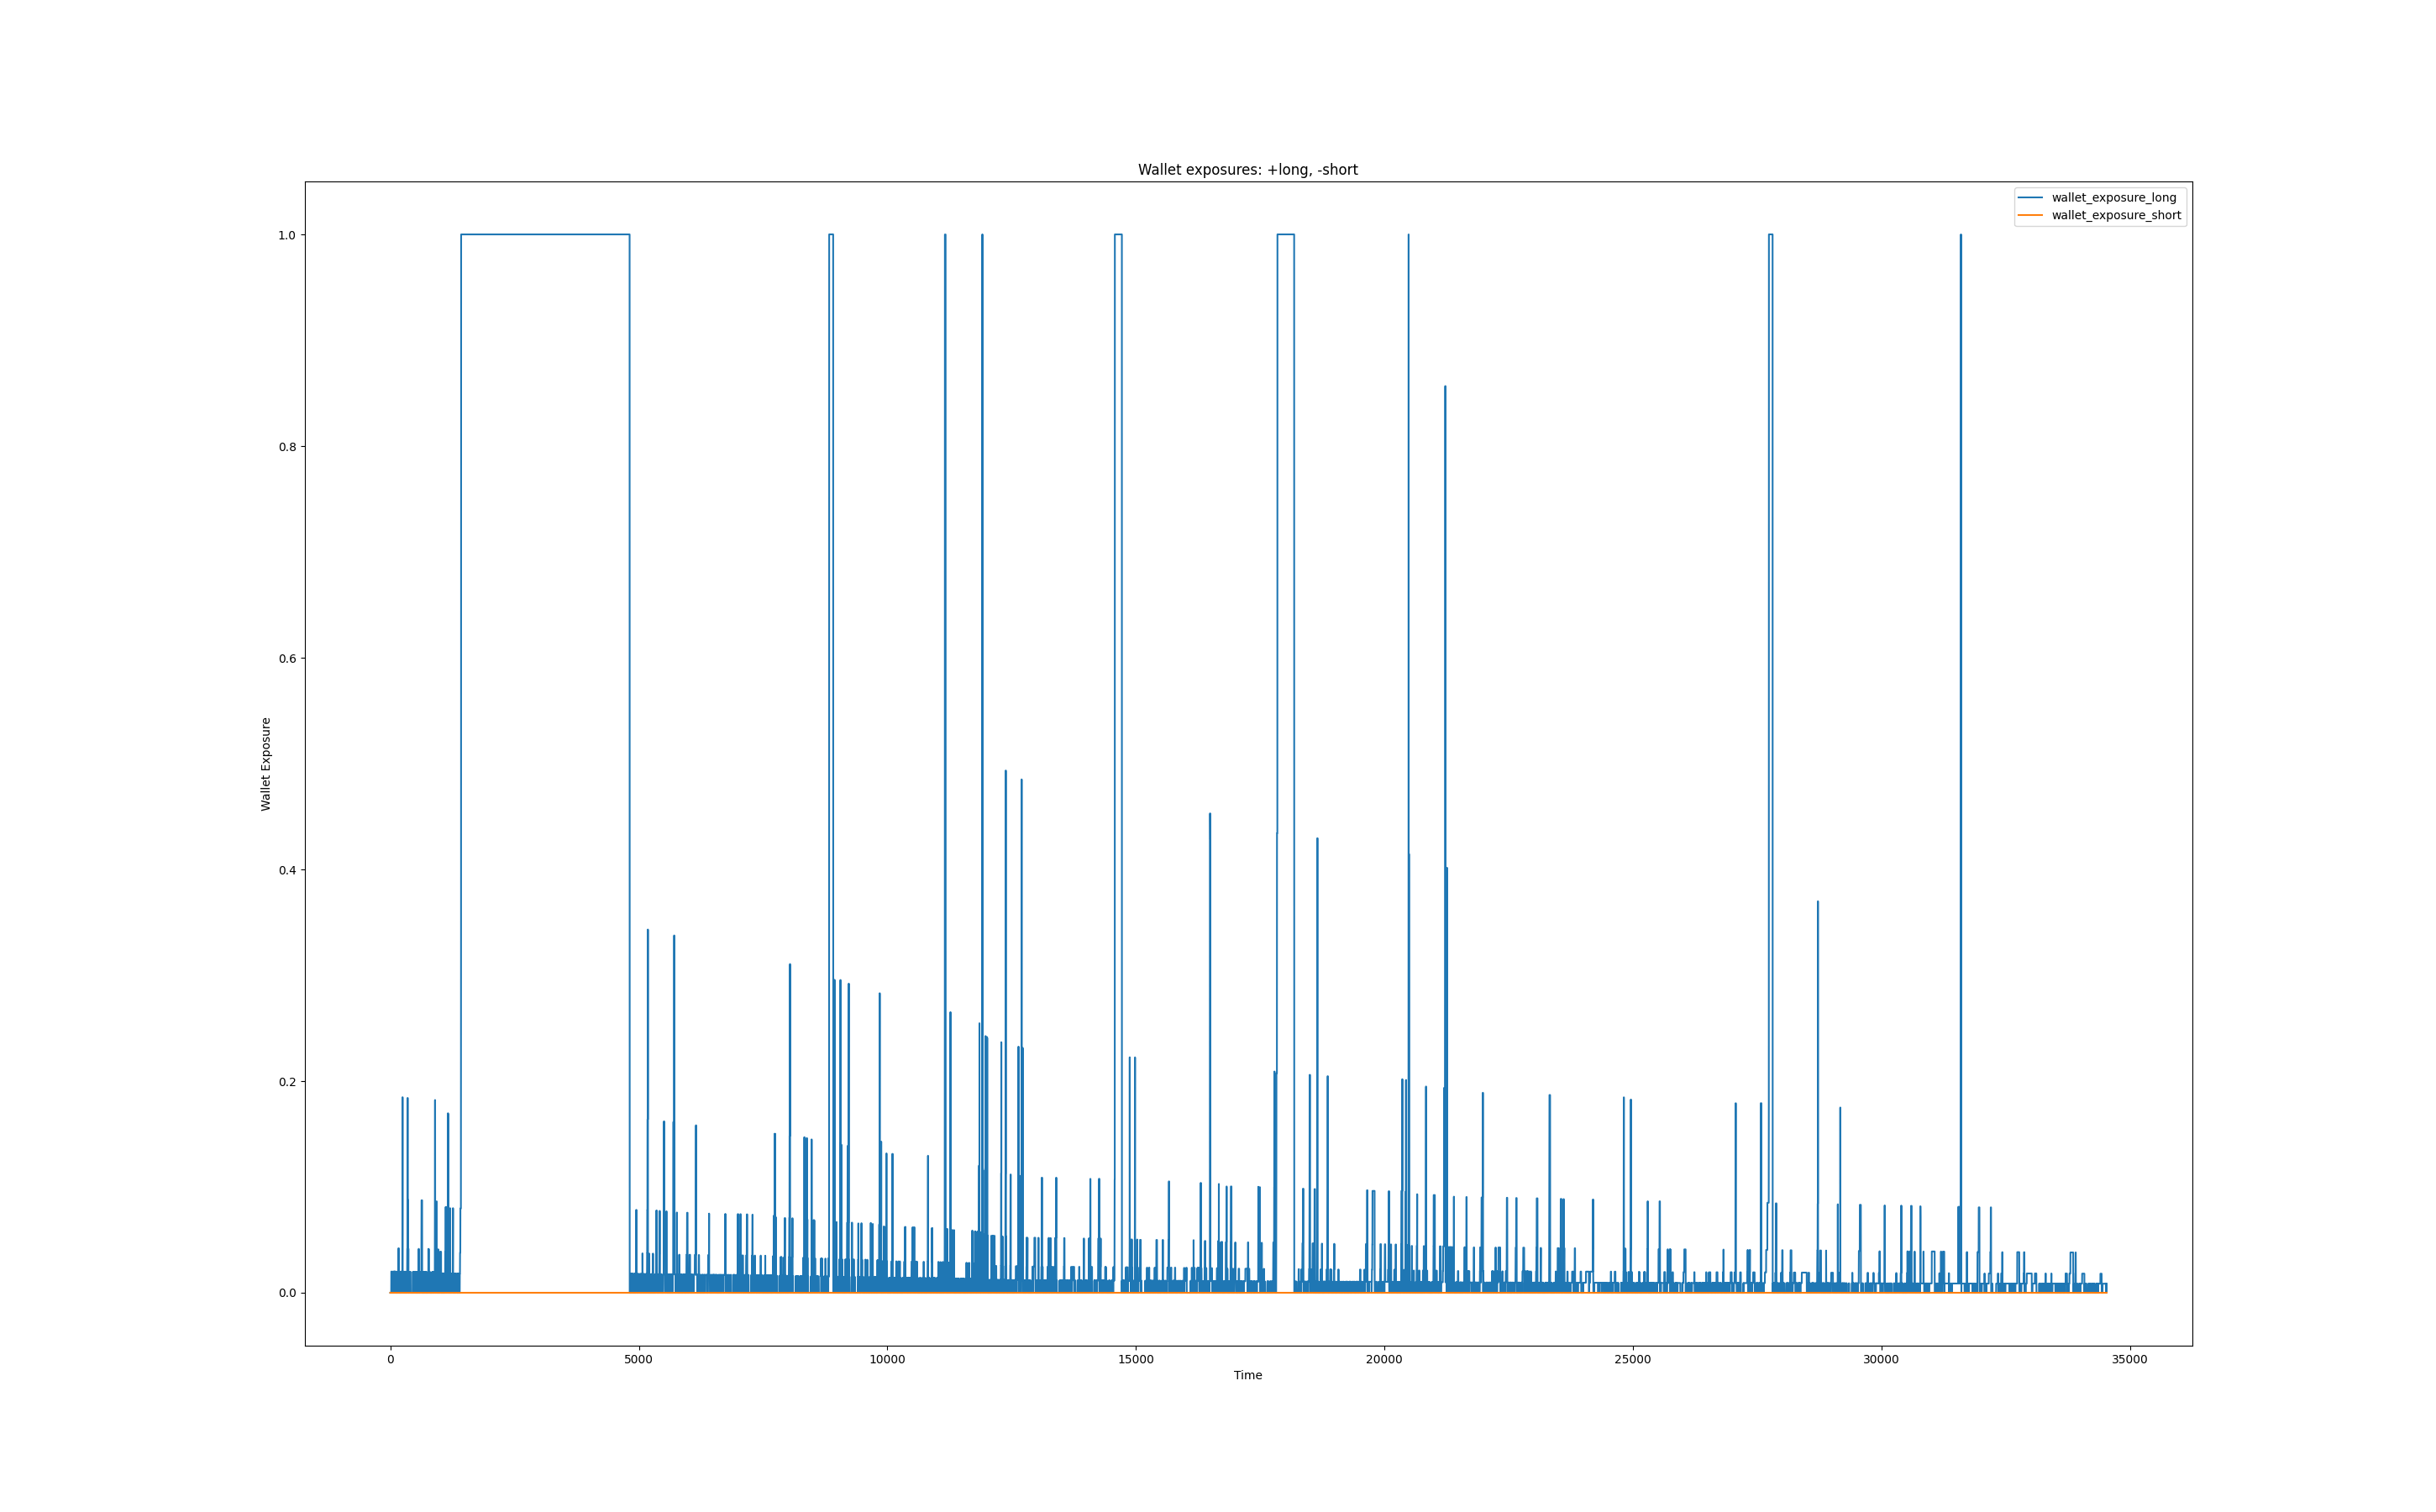 Wallet exposures: +long, -short
wallet_exposure_long
wallet_exposure_short
1.0
0.8
0.6
0.4
0.2
0.0
Wallet Exposure
0 5000 10000 15000 20000 25000 30000 35000
Time